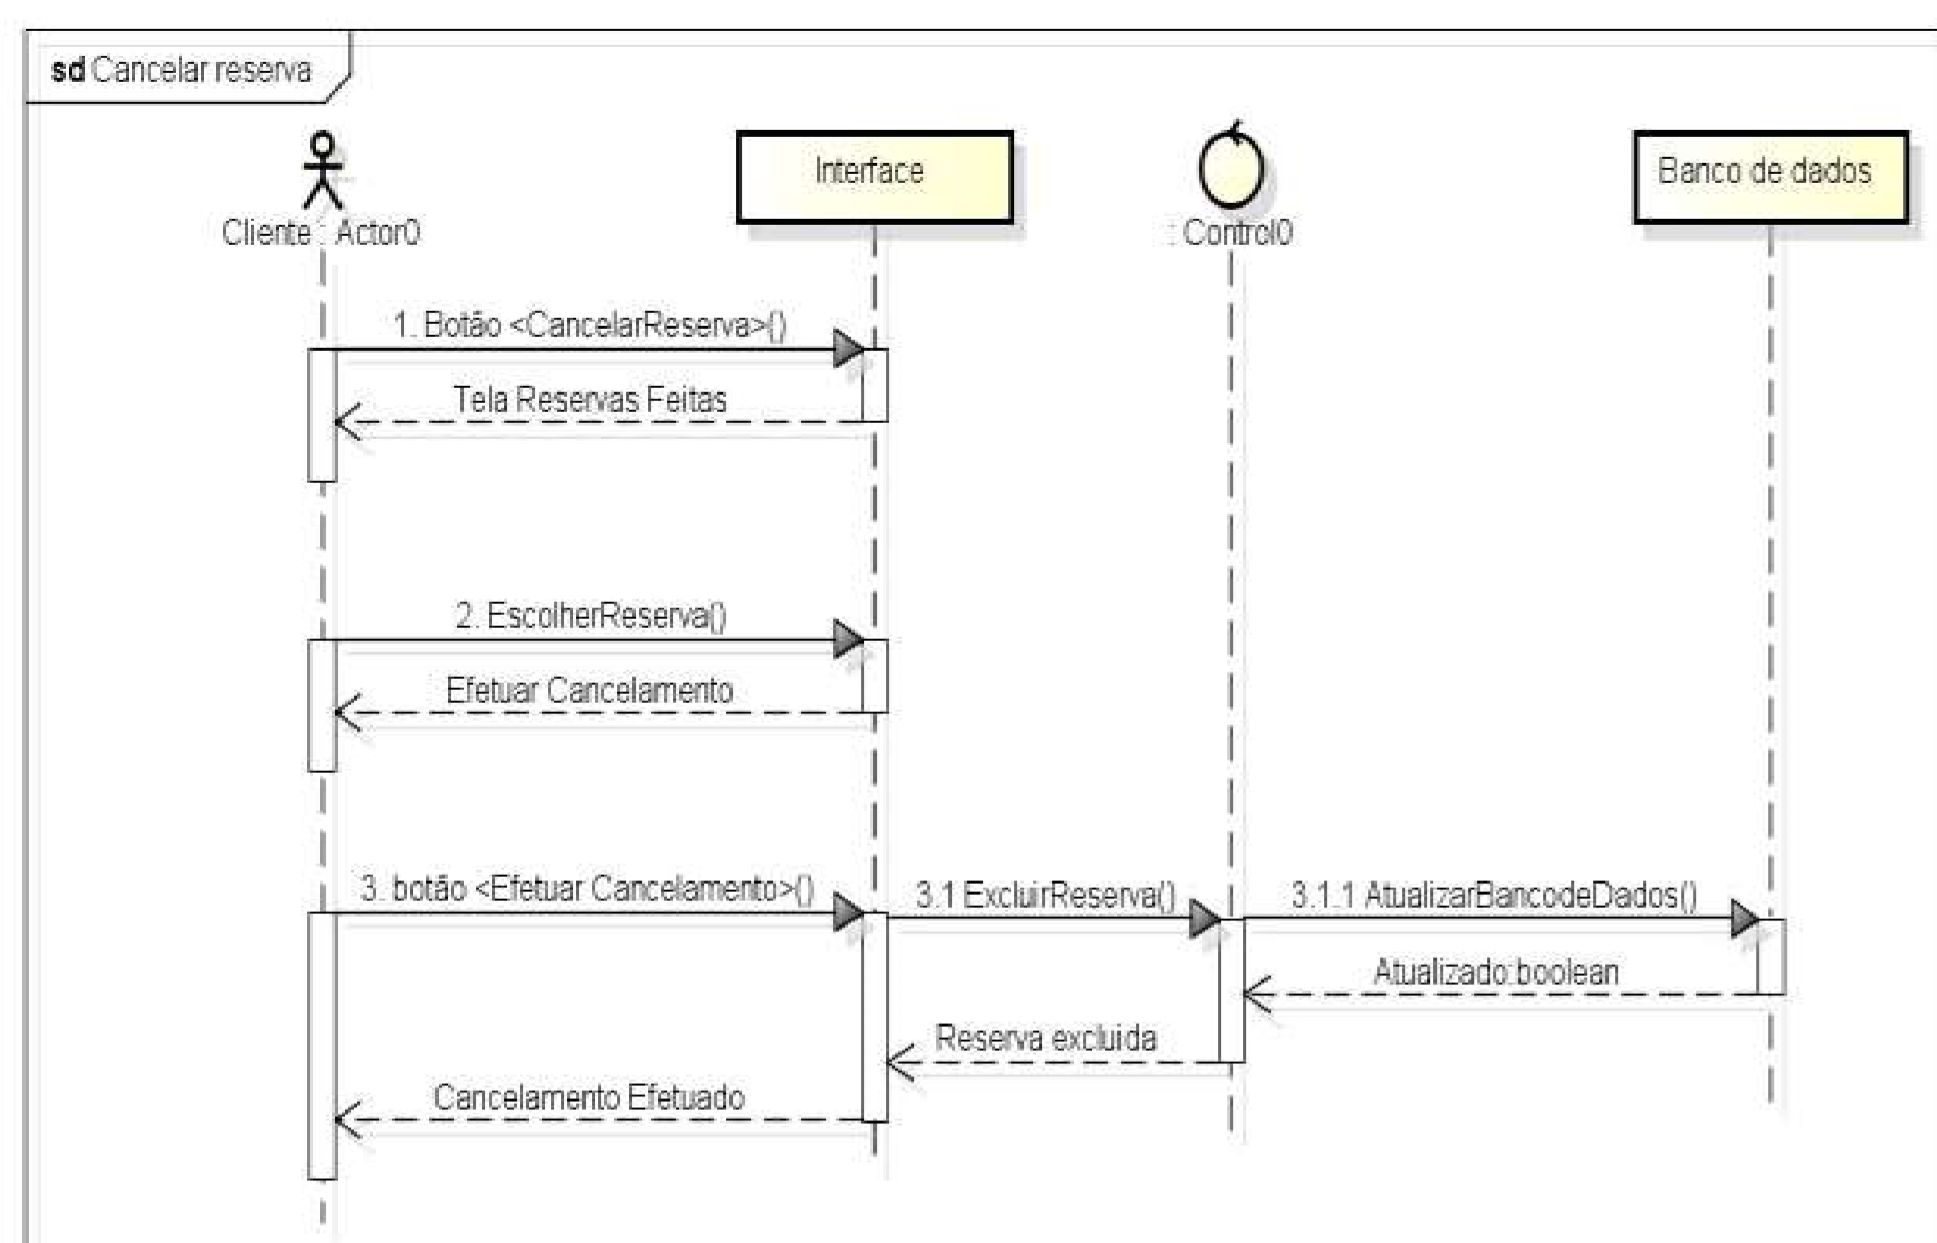 sd Cancelar reserva
Interface
Banco de dados
Cliente : Actor0
: Control0
1. Botão <CancelarReserva>()
Tela Reservas Feitas
2. EscolherReserva()
Efetuar Cancelamento
3. botão <Efetuar Cancelamento>()
3.1 ExcluirReserva()
3.1.1 AtualizarBancodeDados()
Atualizado:boolean
Reserva excluida
Cancelamento Efetuado